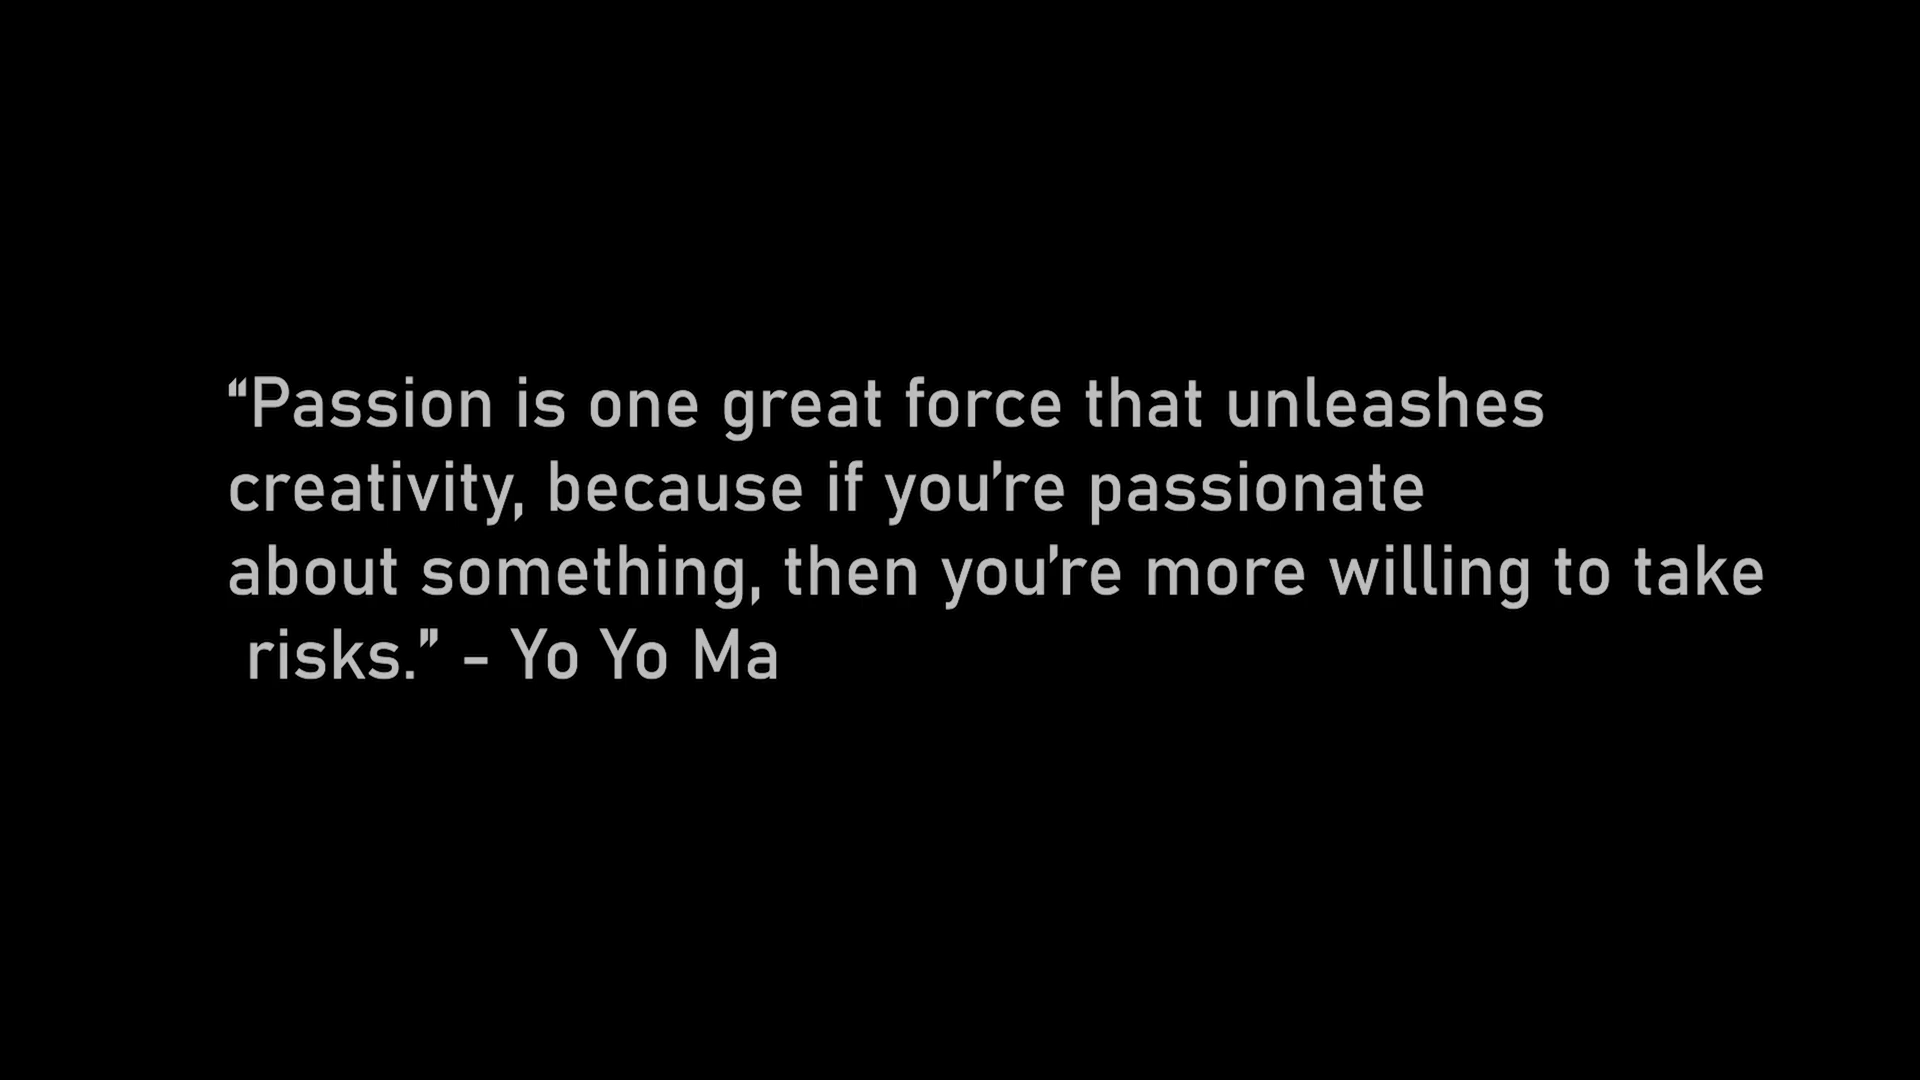 “Passion is one great force that unleashes
creativity, because if you’re passionate
about something, then you’re more willing to take
risks.” - Yo Yo Ma